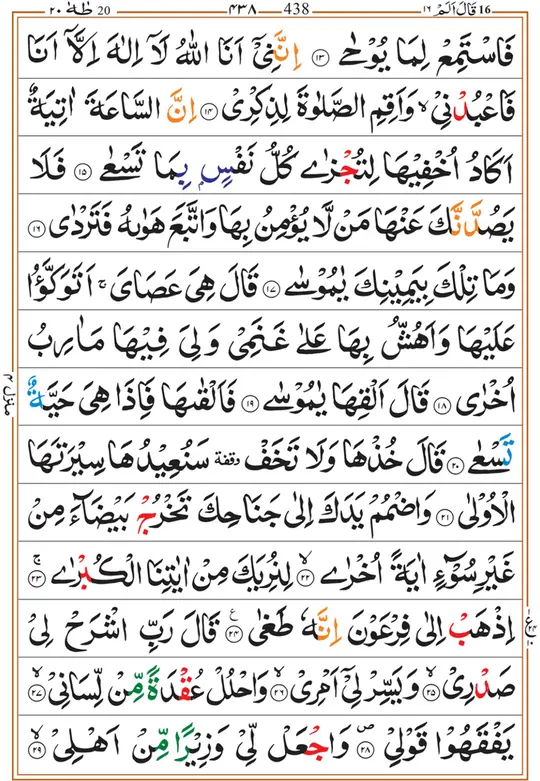 16 قَالَ اَلَمْ ١٦ 438 ٤٣٨ 20 طٰهٰ ٢٠
فَاسْتَمِعْ لِمَا يُوْحٰى ١٣ اِنَّنِیْۤ اَنَا اللّٰهُ لَاۤ اِلٰهَ اِلَّاۤ اَنَا
فَاعْبُدْنِیْ ۙ وَاَقِمِ الصَّلٰوةَ لِذِكْرِیْ ١٤ اِنَّ السَّاعَةَ اٰتِیَةٌ
اَكَادُ اُخْفِیْهَا لِتُجْزٰى كُلُّ نَفْسٍۭ بِمَا تَسْعٰى ١٥ فَلَا
یَصُدَّنَّكَ عَنْهَا مَنْ لَّا یُؤْمِنُ بِهَا وَاتَّبَعَ هَوٰىهُ فَتَرْدٰى ١٦
وَمَا تِلْكَ بِیَمِیْنِكَ یٰمُوْسٰى ١٧ قَالَ هِیَ عَصَایَ ۚ اَتَوَكَّؤُا
عَلَیْهَا وَاَهُشُّ بِهَا عَلٰى غَنَمِیْ وَلِیَ فِیْهَا مَاٰرِبُ
اُخْرٰى ١٨ قَالَ اَلْقِهَا یٰمُوْسٰى ١٩ فَاَلْقٰىهَا فَاِذَا هِیَ حَیَّةٌ
تَسْعٰى ٢٠ قَالَ خُذْهَا وَلَا تَخَفْ وقفة سَنُعِیْدُهَا سِیْرَتَهَا
الْاُوْلٰى ٢١ وَاضْمُمْ یَدَكَ اِلٰى جَنَاحِكَ تَخْرُجْ بَیْضَآءَ مِنْ
غَیْرِ سُوْٓءٍ اٰیَةً اُخْرٰى ۙ ٢٢ لِنُرِیَكَ مِنْ اٰیٰتِنَا الْكُبْرٰى ۚ ٢٣
اِذْهَبْ اِلٰى فِرْعَوْنَ اِنَّهٗ طَغٰى ٢٤ ع قَالَ رَبِّ اشْرَحْ لِیْ
صَدْرِیْ ۙ ٢٥ وَیَسِّرْ لِیْۤ اَمْرِیْ ۙ ٢٦ وَاحْلُلْ عُقْدَةً مِّنْ لِّسَانِیْ ۙ ٢٧
یَفْقَهُوْا قَوْلِیْ ۪ ٢٨ وَاجْعَلْ لِّیْ وَزِیْرًا مِّنْ اَهْلِیْ ۙ ٢٩
منزل ٤